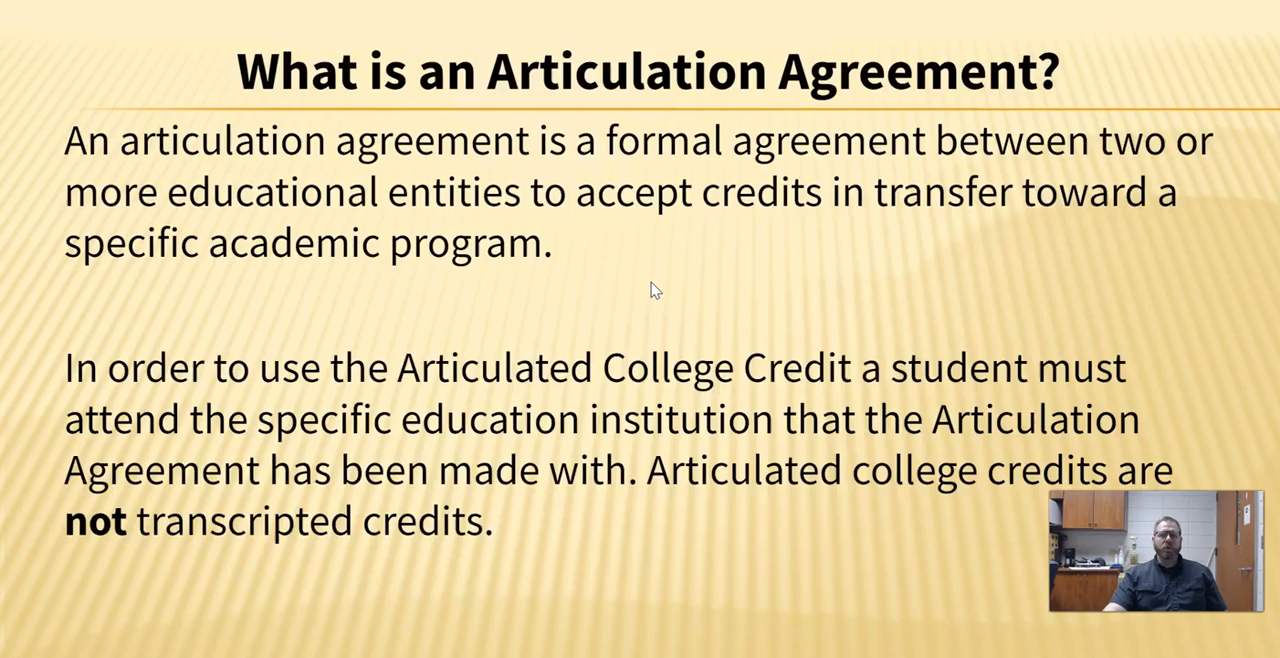 What is an Articulation Agreement?
An articulation agreement is a formal agreement between two or
more educational entities to accept credits in transfer toward a
specific academic program.
In order to use the Articulated College Credit a student must
attend the specific education institution that the Articulation
Agreement has been made with. Articulated college credits are
not transcripted credits.